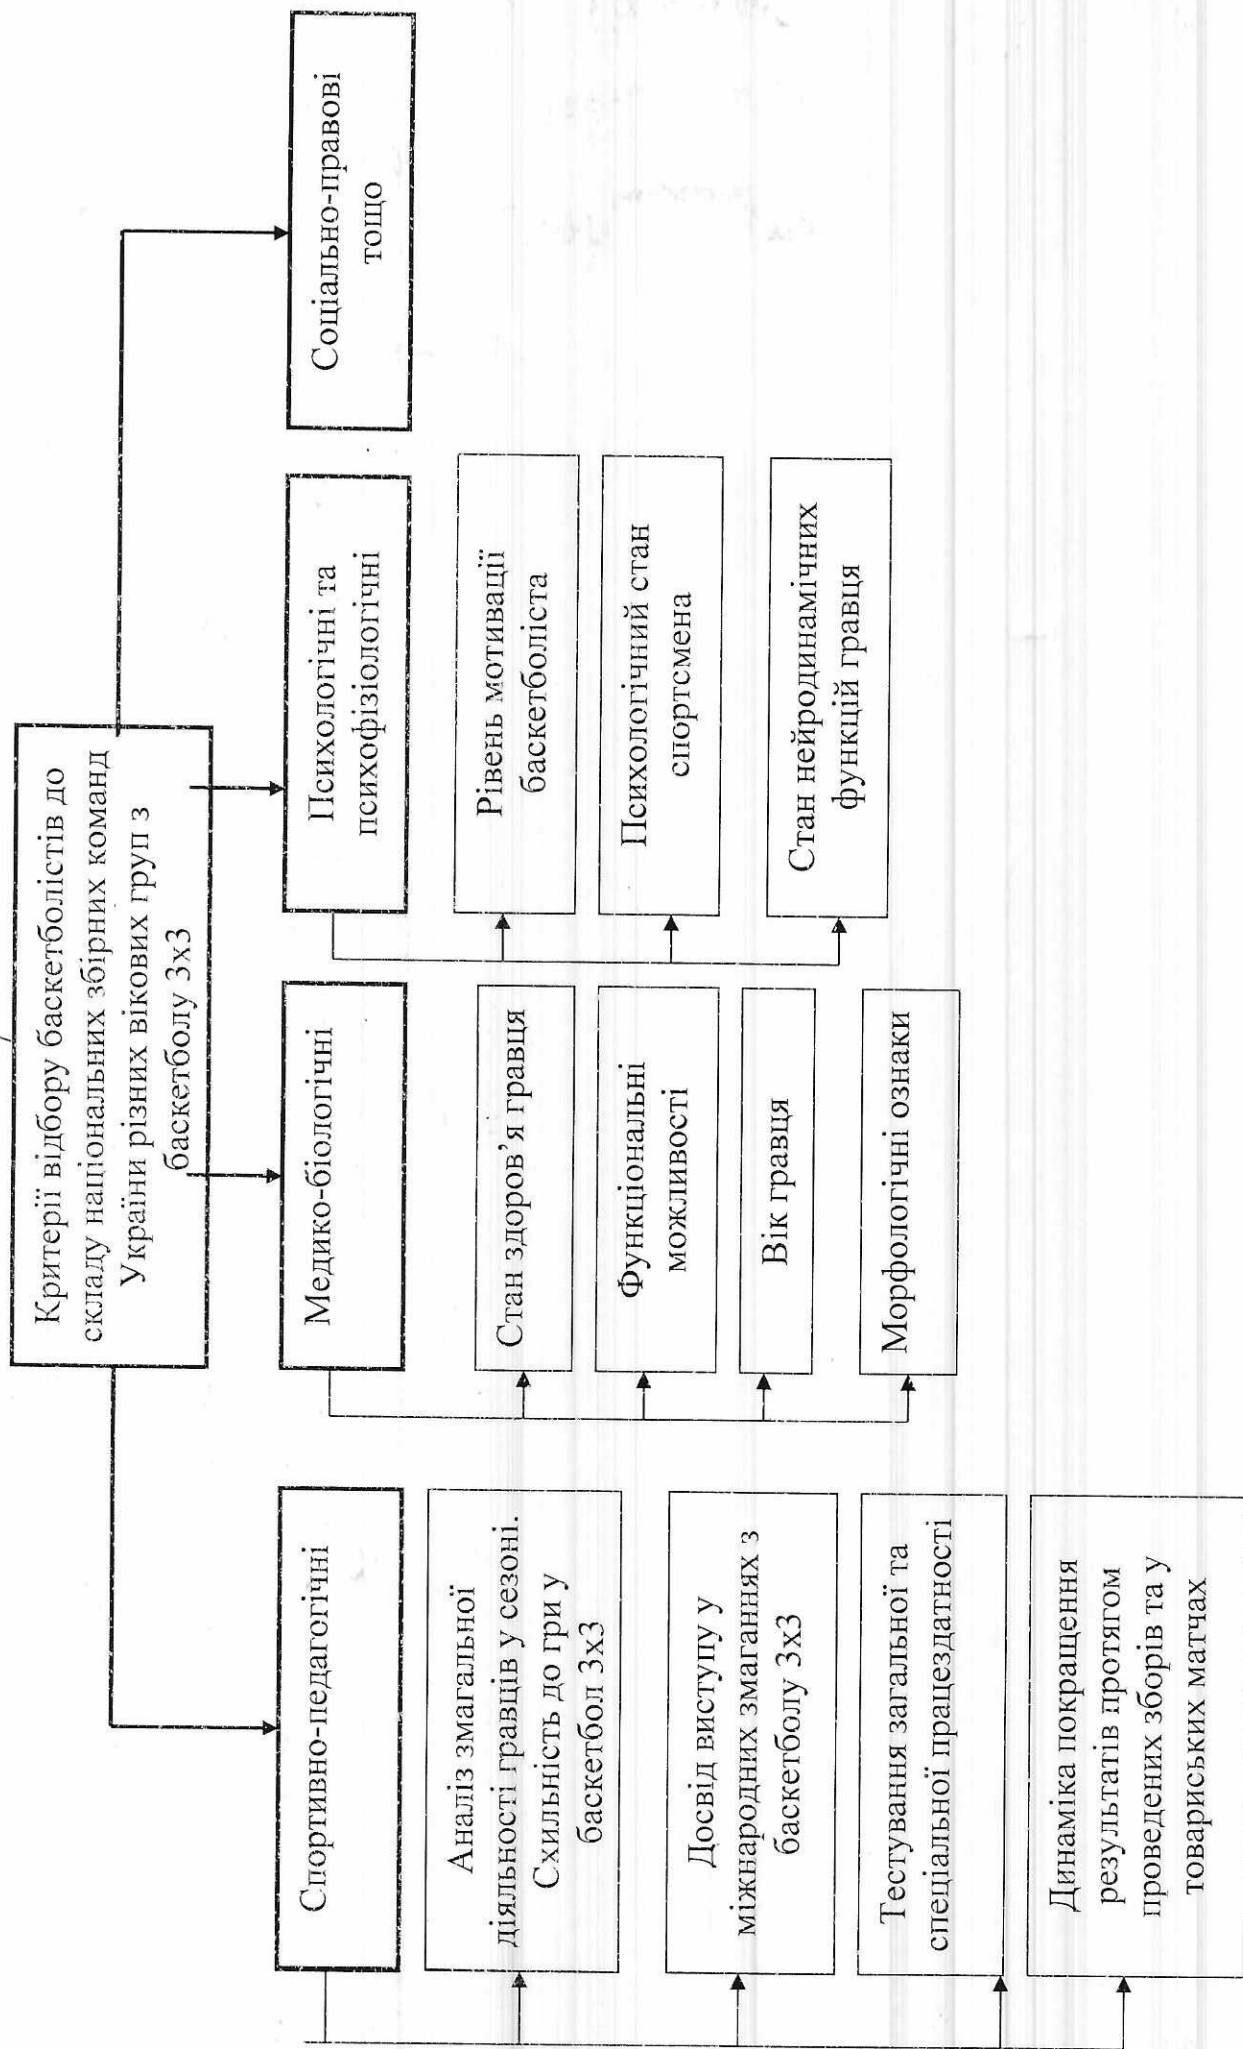 Критерії відбору баскетболістів до
складу національних збірних команд
України різних вікових груп з
баскетболу 3х3
Спортивно-педагогічні
Аналіз змагальної
діяльності гравців у сезоні.
Схильність до гри у
баскетбол 3х3
Досвід виступу у
міжнародних змаганнях з
баскетболу 3х3
Тестування загальної та
спеціальної працездатності
Динаміка покращення
результатів протягом
проведених зборів та у
товариських матчах
Медико-біологічні
Стан здоров’я гравця
Функціональні
можливості
Вік гравця
Морфологічні ознаки
Психологічні та
психофізіологічні
Рівень мотивації
баскетболіста
Психологічний стан
спортсмена
Стан нейродинамічних
функцій гравця
Соціально-правові
тощо